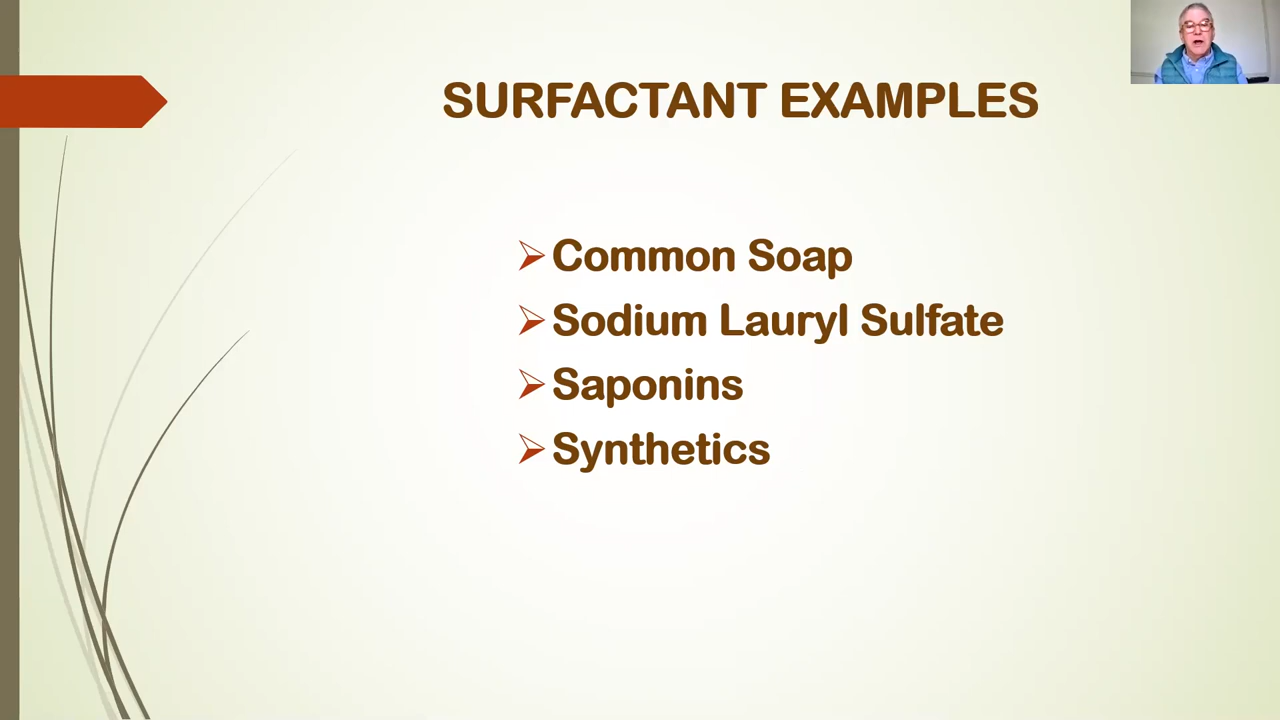 SURFACTANT EXAMPLES
Common Soap
Sodium Lauryl Sulfate
Saponins
Synthetics